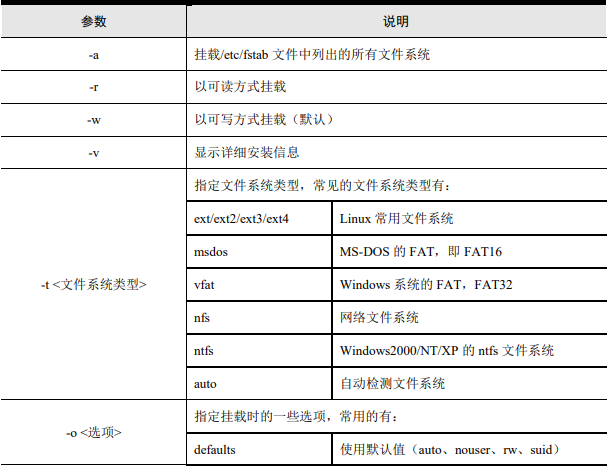 参数 说明
-a 挂载/etc/fstab 文件中列出的所有文件系统
-r 以可读方式挂载
-w 以可写方式挂载（默认）
-v 显示详细安装信息
指定文件系统类型，常见的文件系统类型有：
ext/ext2/ext3/ext4 Linux 常用文件系统
msdos MS-DOS 的 FAT，即 FAT16
vfat Windows 系统的 FAT，FAT32
-t <文件系统类型>
nfs 网络文件系统
ntfs Windows2000/NT/XP 的 ntfs 文件系统
auto 自动检测文件系统
指定挂载时的一些选项，常用的有：
-o <选项>
defaults 使用默认值（auto、nouser、rw、suid）